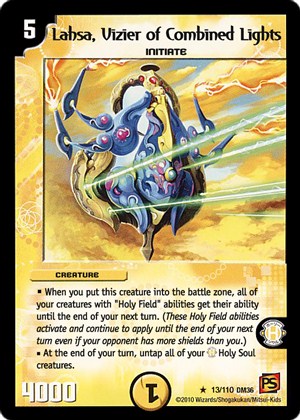 5 Lahsa, Vizier of Combined Lights
INITIATE
CREATURE
▪ When you put this creature into the battle zone, all of
your creatures with "Holy Field" abilities get their ability
until the end of your next turn. (These Holy Field abilities
activate and continue to apply until the end of your next
turn even if your opponent has more shields than you.)
▪ At the end of your turn, untap all of your Holy Soul
creatures.
4000
1
★ 13/110 DM36
©2010 Wizards/Shogakukan/Mitsui-Kids
PS